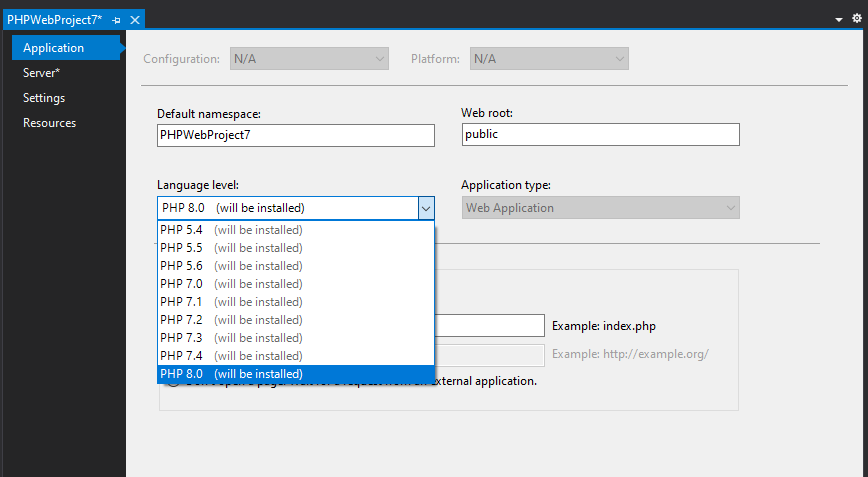 PHPWebProject7*
Application
Server*
Settings
Resources
Configuration: N/A Platform: N/A
Default namespace: Web root:
PHPWebProject7 public
Language level: Application type:
PHP 8.0 (will be installed) Web Application
PHP 5.4 (will be installed)
PHP 5.5 (will be installed)
PHP 5.6 (will be installed)
PHP 7.0 (will be installed)
PHP 7.1 (will be installed)
PHP 7.2 (will be installed)
PHP 7.3 (will be installed) Example: index.php
PHP 7.4 (will be installed) Example: http://example.org/
PHP 8.0 (will be installed)
external application.